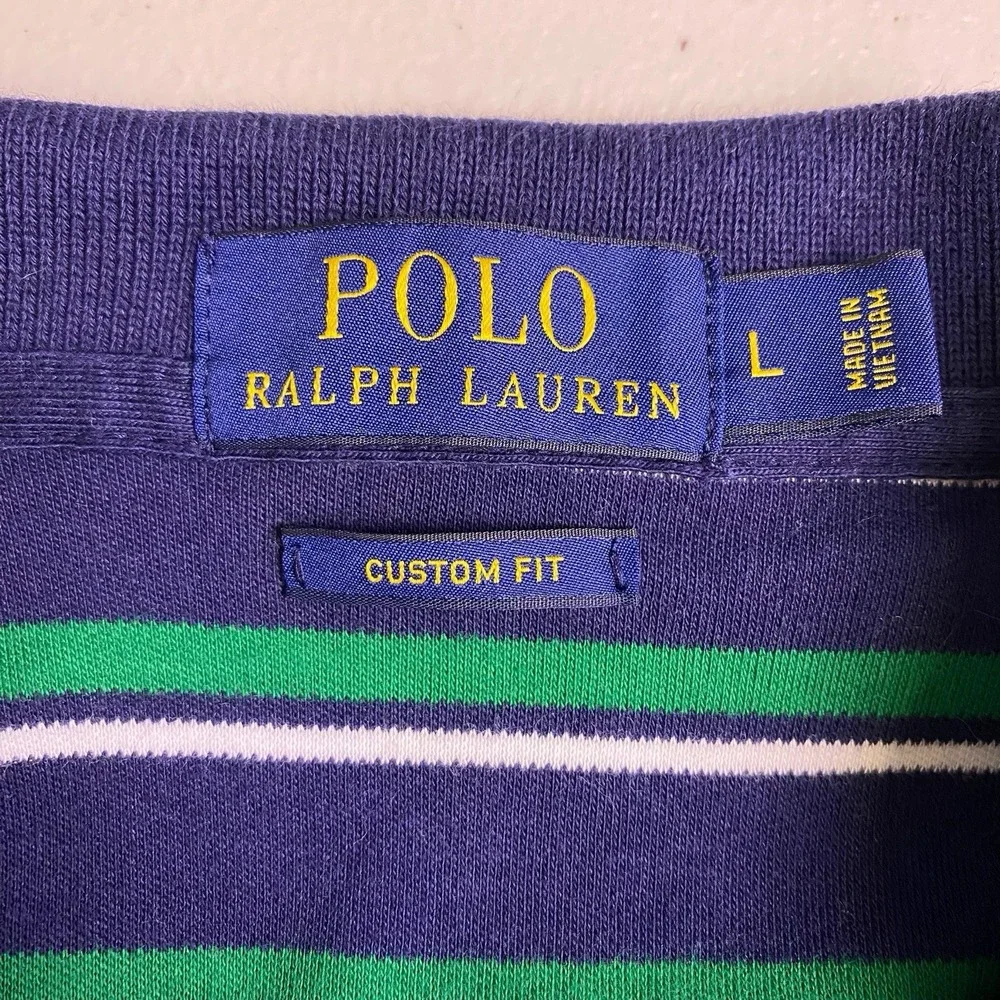 POLO
RALPH LAUREN
L
MADE IN
VIETNAM
CUSTOM FIT